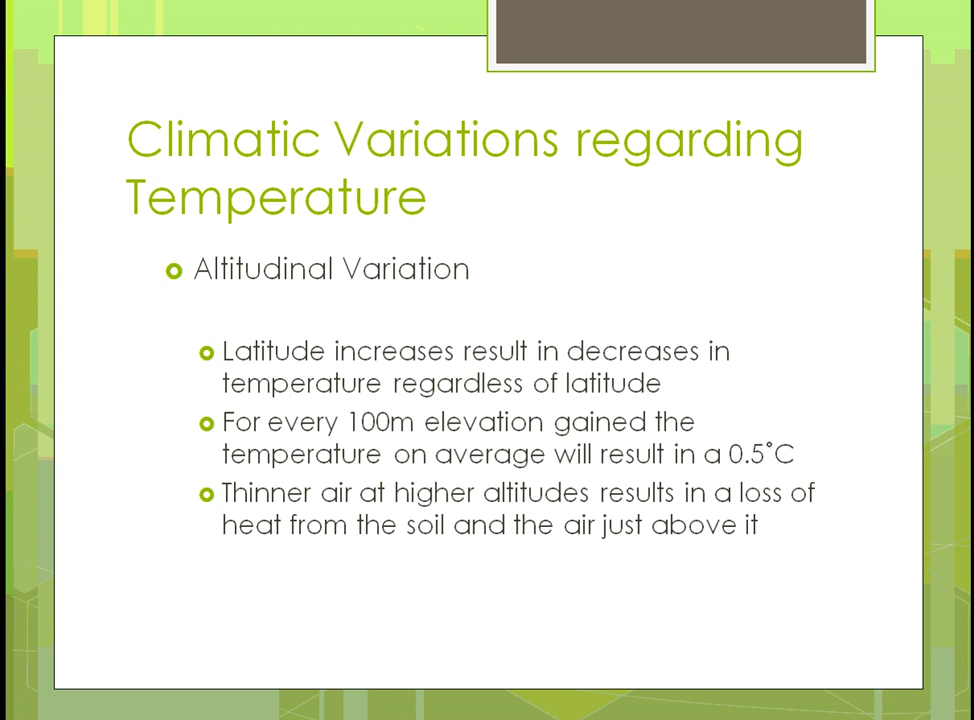 Climatic Variations regarding
Temperature
Altitudinal Variation
Latitude increases result in decreases in
temperature regardless of latitude
For every 100m elevation gained the
temperature on average will result in a 0.5˚C
Thinner air at higher altitudes results in a loss of
heat from the soil and the air just above it